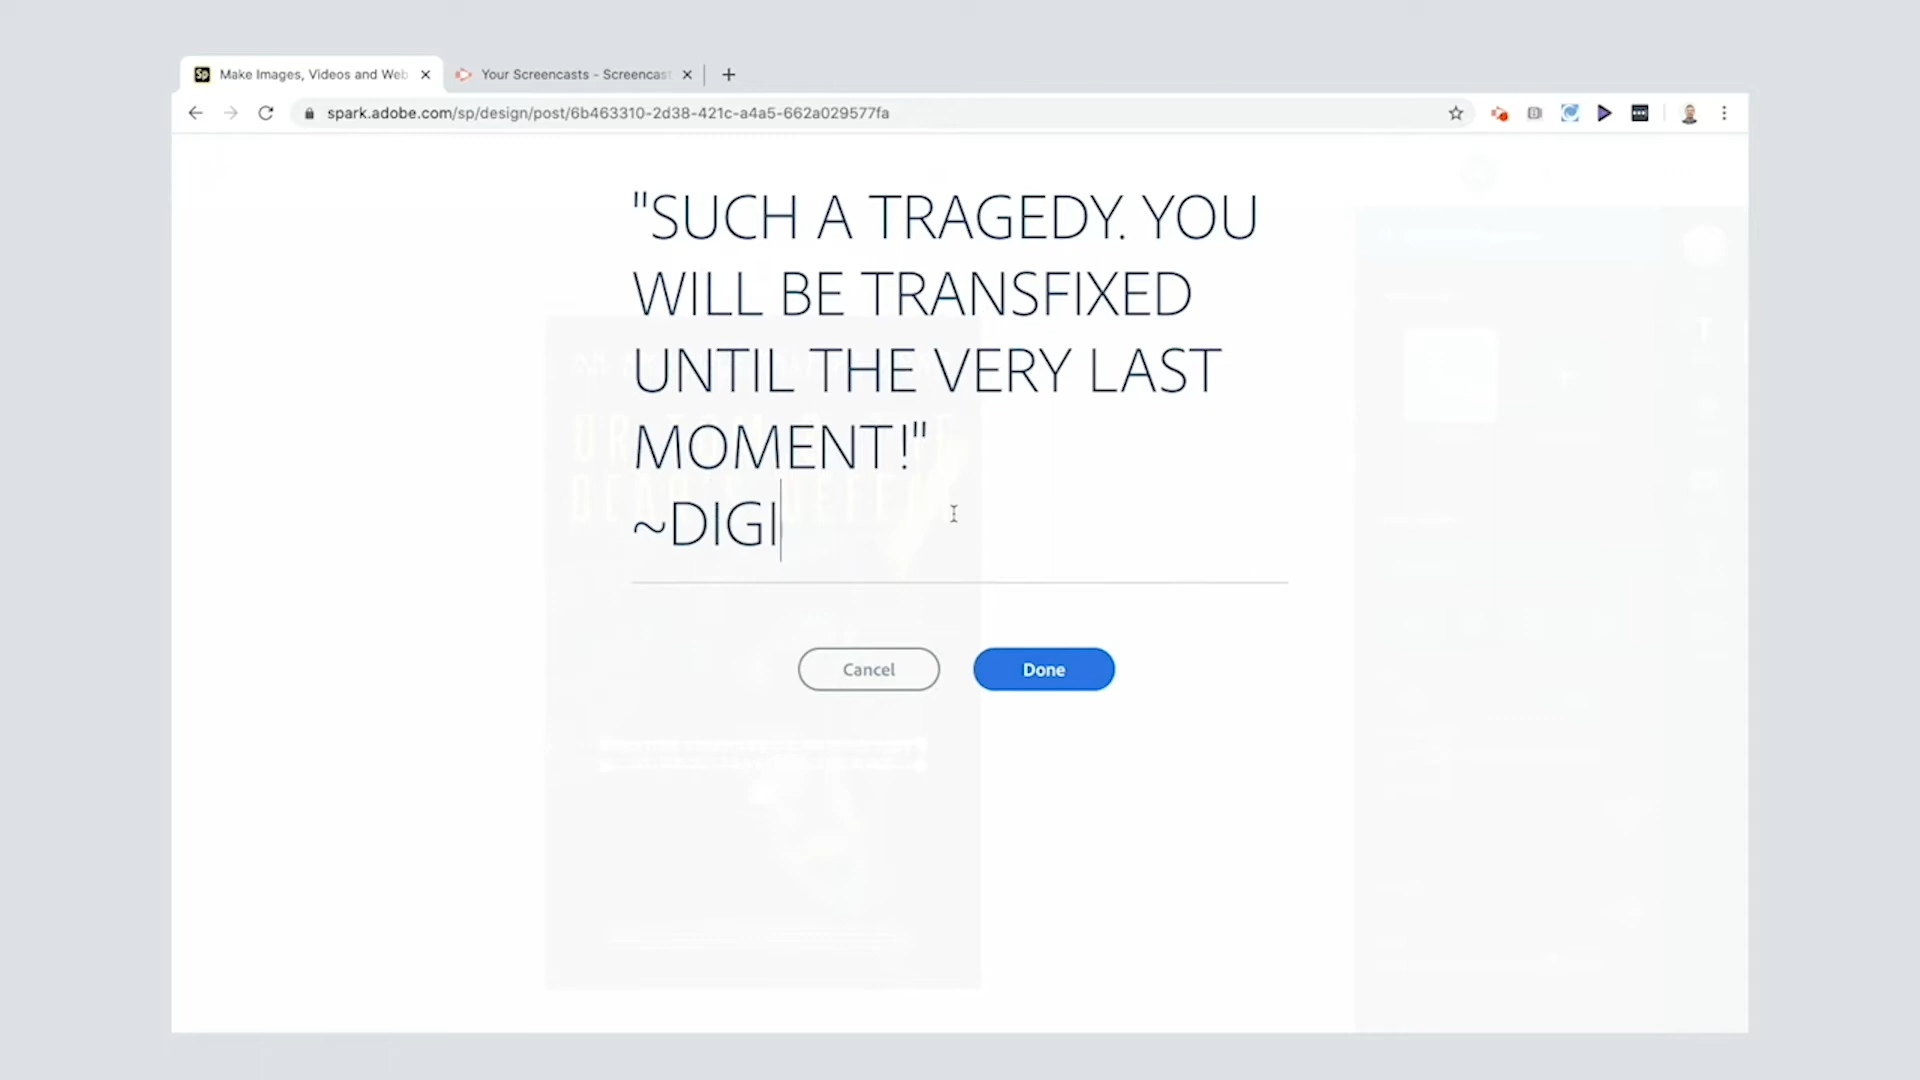 Make Images, Videos and Web
Your Screencasts - Screencast
spark.adobe.com/sp/design/post/6b463310-2d38-421c-a4a5-662a029577fa
"SUCH A TRAGEDY. YOU
WILL BE TRANSFIXED
UNTIL THE VERY LAST
MOMENT!"
~DIGI
Cancel
Done